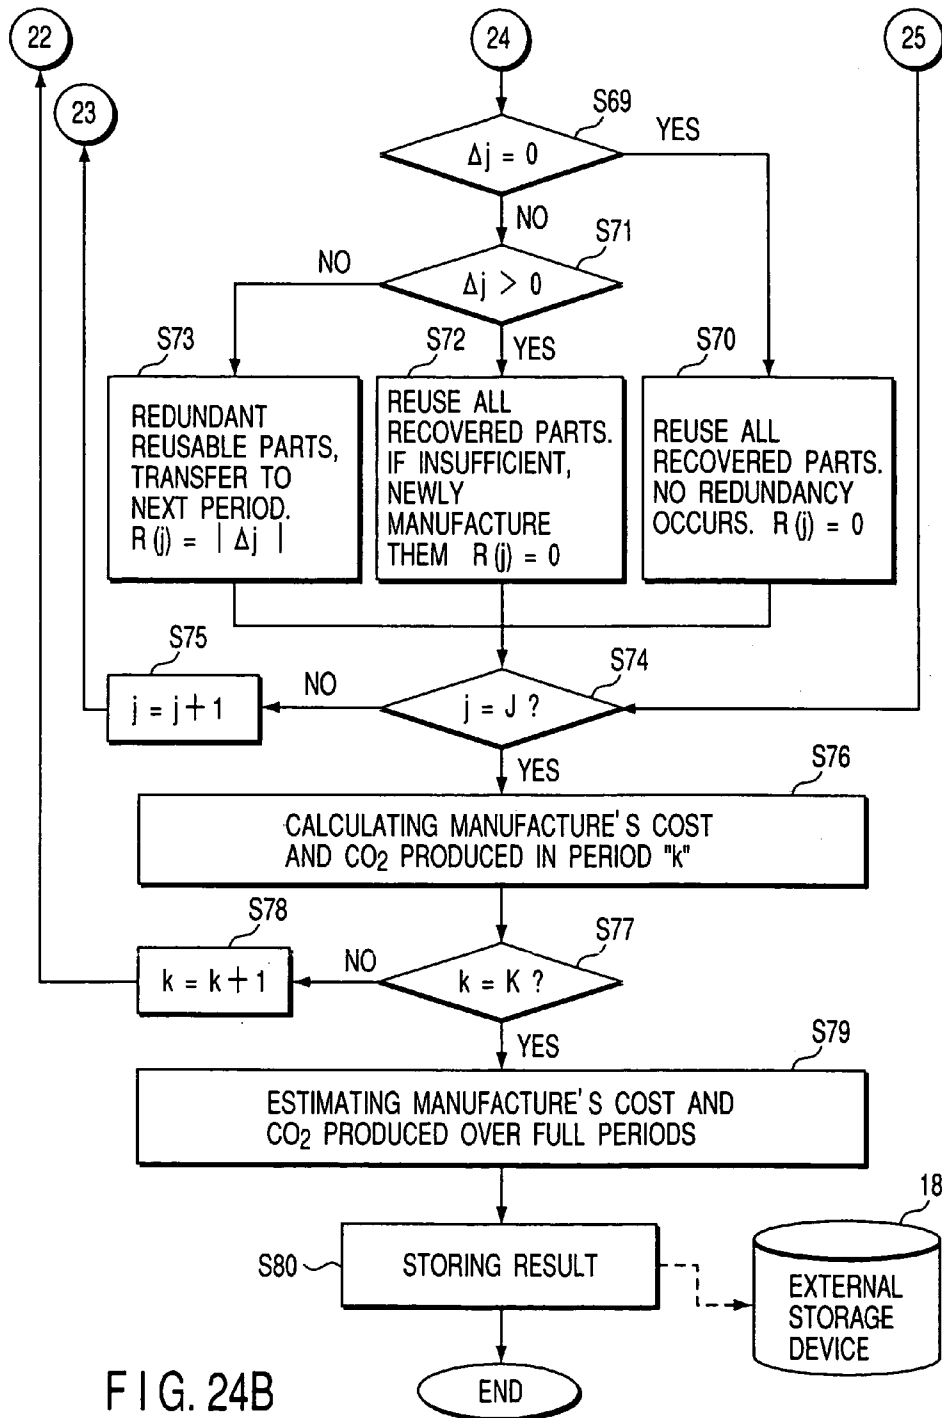 22
24
25
23
S69
YES
Δj = 0
NO
S71
NO
Δj > 0
S73
S72
YES
S70
REDUNDANT
REUSABLE PARTS,
TRANSFER TO
NEXT PERIOD.
R(j) = | Δj |
REUSE ALL
RECOVERED PARTS.
IF INSUFFICIENT,
NEWLY
MANUFACTURE
THEM R(j) = 0
REUSE ALL
RECOVERED PARTS.
NO REDUNDANCY
OCCURS. R(j) = 0
S75
S74
j = j + 1
NO
j = J ?
YES
S76
CALCULATING MANUFACTURE'S COST
AND CO2 PRODUCED IN PERIOD "k"
S78
S77
k = k + 1
NO
k = K ?
YES
S79
ESTIMATING MANUFACTURE'S COST AND
CO2 PRODUCED OVER FULL PERIODS
18
S80
STORING RESULT
EXTERNAL
STORAGE
DEVICE
END
FIG. 24B